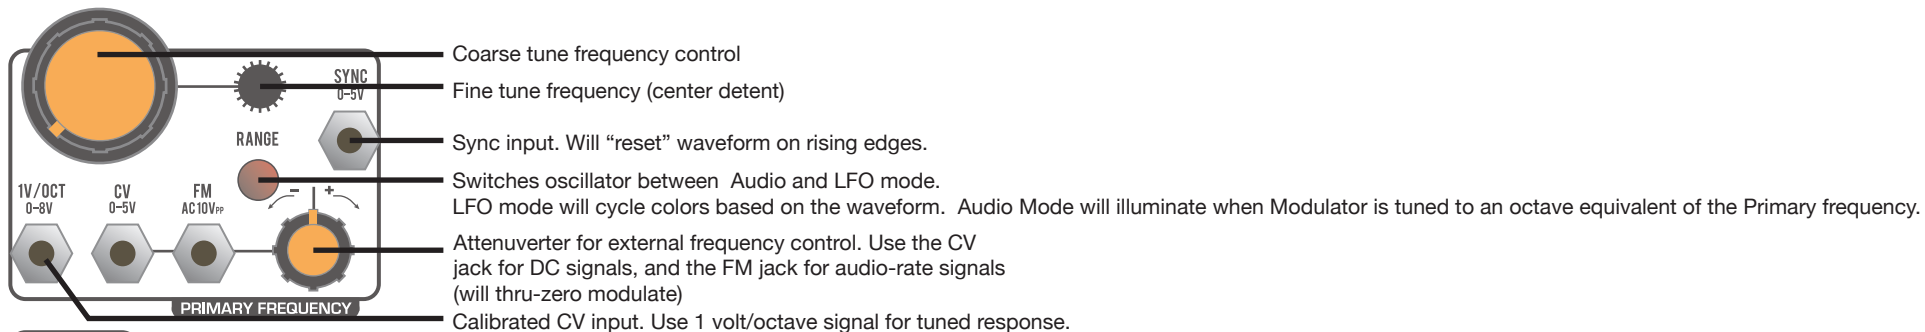 Coarse tune frequency control
Fine tune frequency (center detent)
SYNC
0-5V
Sync input. Will “reset” waveform on rising edges.
RANGE
Switches oscillator between Audio and LFO mode.
LFO mode will cycle colors based on the waveform. Audio Mode will illuminate when Modulator is tuned to an octave equivalent of the Primary frequency.
1V/OCT
0-8V
CV
0-5V
FM
AC10VPP
- +
Attenuverter for external frequency control. Use the CV
jack for DC signals, and the FM jack for audio-rate signals
(will thru-zero modulate)
PRIMARY FREQUENCY
Calibrated CV input. Use 1 volt/octave signal for tuned response.